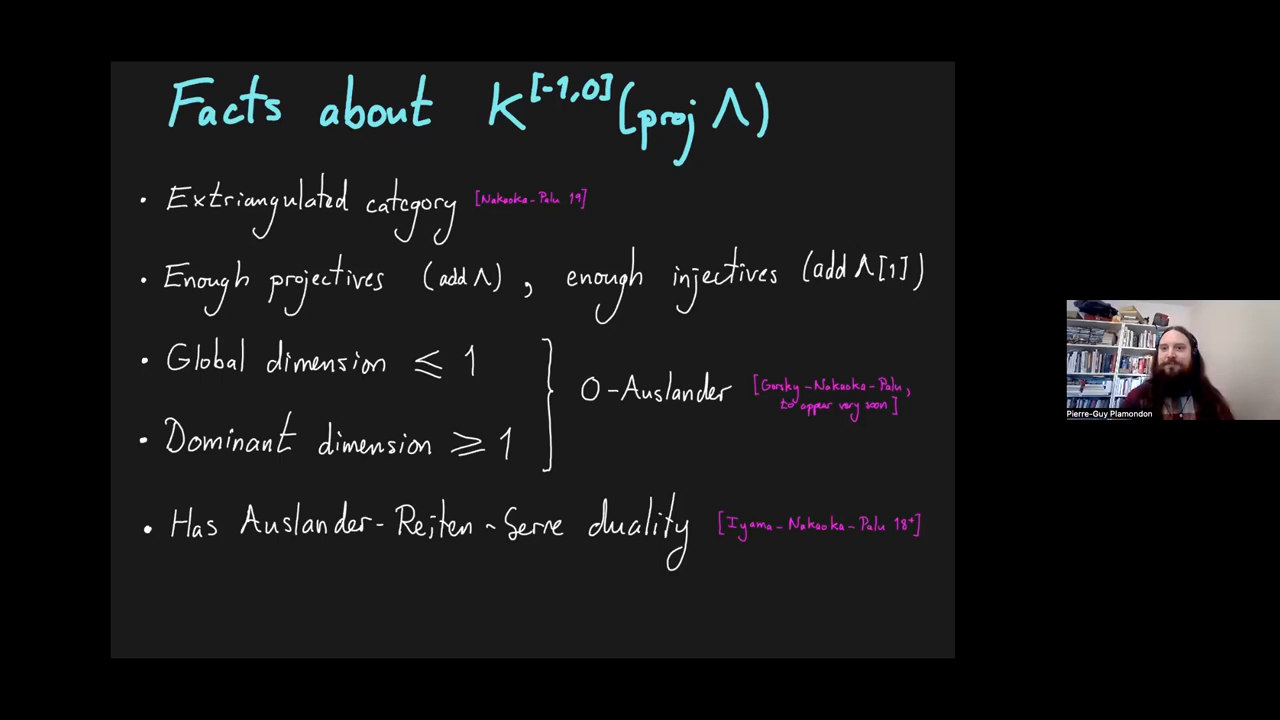 Facts about K^[-1,0](proj Λ)
• Extriangulated category [Nakaoka-Palu 19]
• Enough projectives (add Λ), enough injectives (add Λ[1])
• Global dimension ≤ 1
0-Auslander [Gorsky-Nakaoka-Palu,
to appear very soon]
• Dominant dimension ≥ 1
• Has Auslander-Reiten-Serre duality [Iyama-Nakaoka-Palu 18+]
Pierre-Guy Plamondon